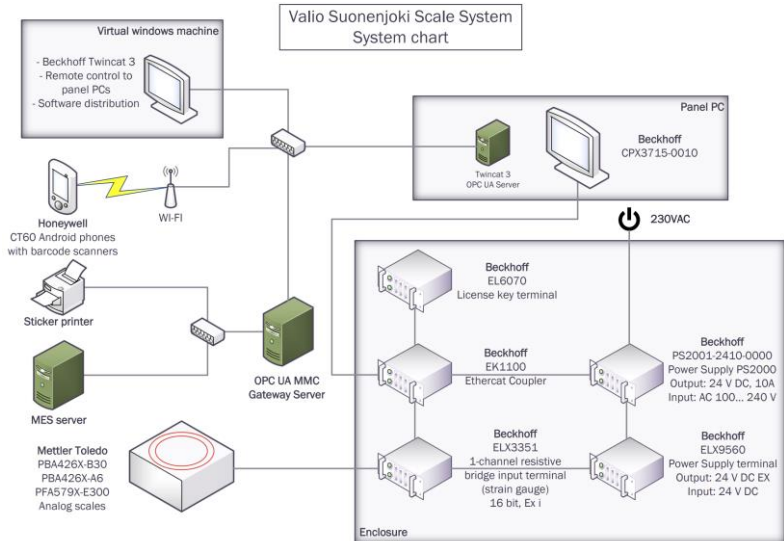 Valio Suonenjoki Scale System
System chart
Virtual windows machine
- Beckhoff Twincat 3
- Remote control to
panel PCs
- Software distribution
Panel PC
Beckhoff
CPX3715-0010
Twincat 3
OPC UA Server
WI-FI
Honeywell
CT60 Android phones
with barcode scanners
230VAC
Beckhoff
EL6070
License key terminal
Sticker printer
OPC UA MMC
Gateway Server
MES server
Beckhoff
EK1100
Ethercat Coupler
Beckhoff
PS2001-2410-0000
Power Supply PS2000
Output: 24 V DC, 10A
Input: AC 100... 240 V
Mettler Toledo
PBA426X-B30
PBA426X-A6
PFA579X-E300
Analog scales
Beckhoff
ELX3351
1-channel resistive
bridge input terminal
(strain gauge)
16 bit, Ex i
Beckhoff
ELX9560
Power Supply terminal
Output: 24 V DC EX
Input: 24 V DC
Enclosure